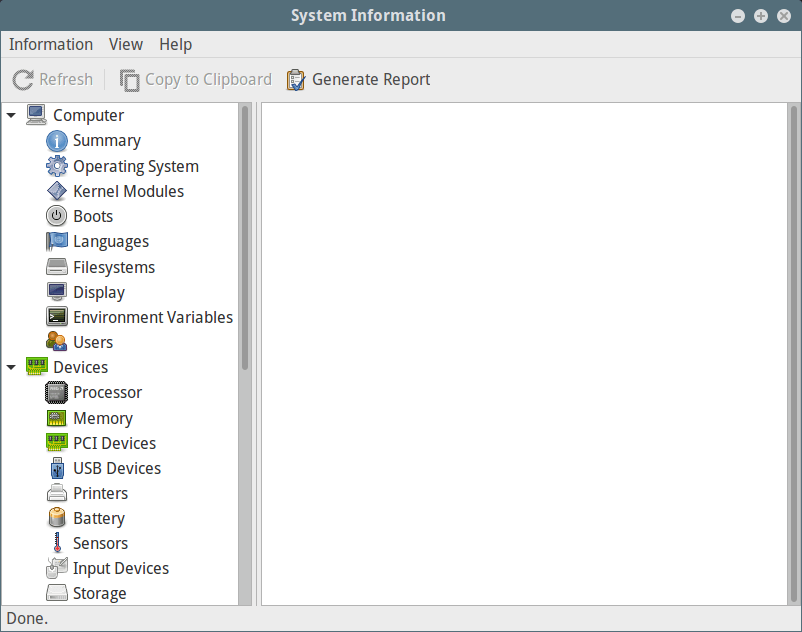 System Information
Information View Help
Refresh Copy to Clipboard Generate Report
Computer
Summary
Operating System
Kernel Modules
Boots
Languages
Filesystems
Display
Environment Variables
Users
Devices
Processor
Memory
PCI Devices
USB Devices
Printers
Battery
Sensors
Input Devices
Storage
Done.